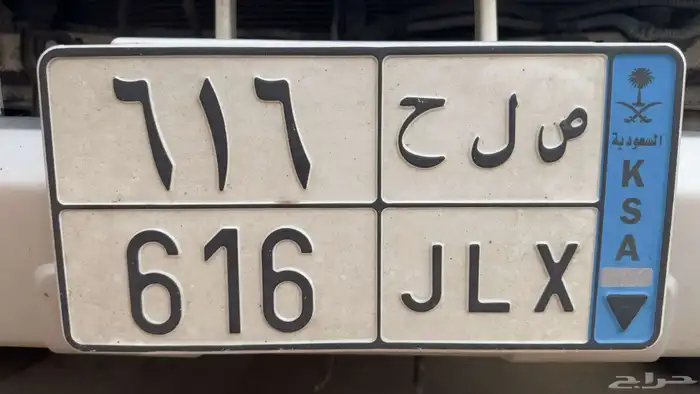 ٦١٦ ح ل ص
616 JLX
السعودية
K
S
A
حراج